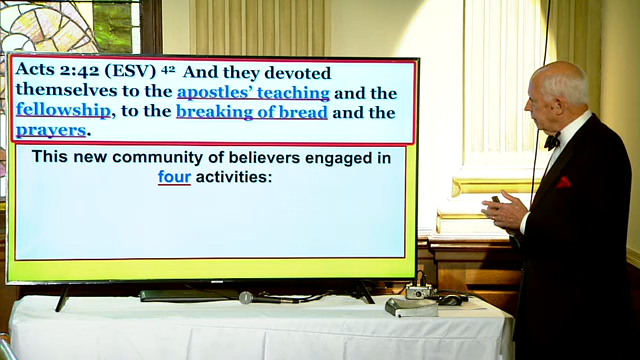 Acts 2:42 (ESV) 42 And they devoted
themselves to the apostles' teaching and the
fellowship, to the breaking of bread and the
prayers.
This new community of believers engaged in
four activities: